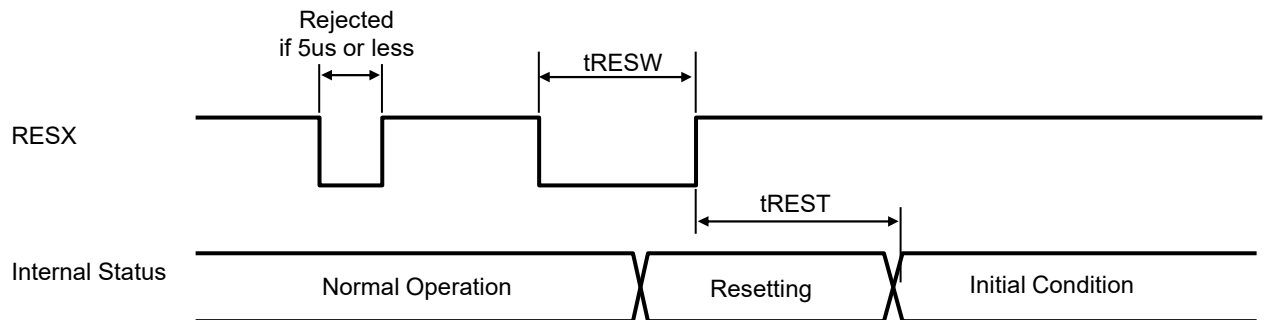 Rejected
if 5us or less
tRESW
RESX
tREST
Internal Status
Normal Operation
Resetting
Initial Condition